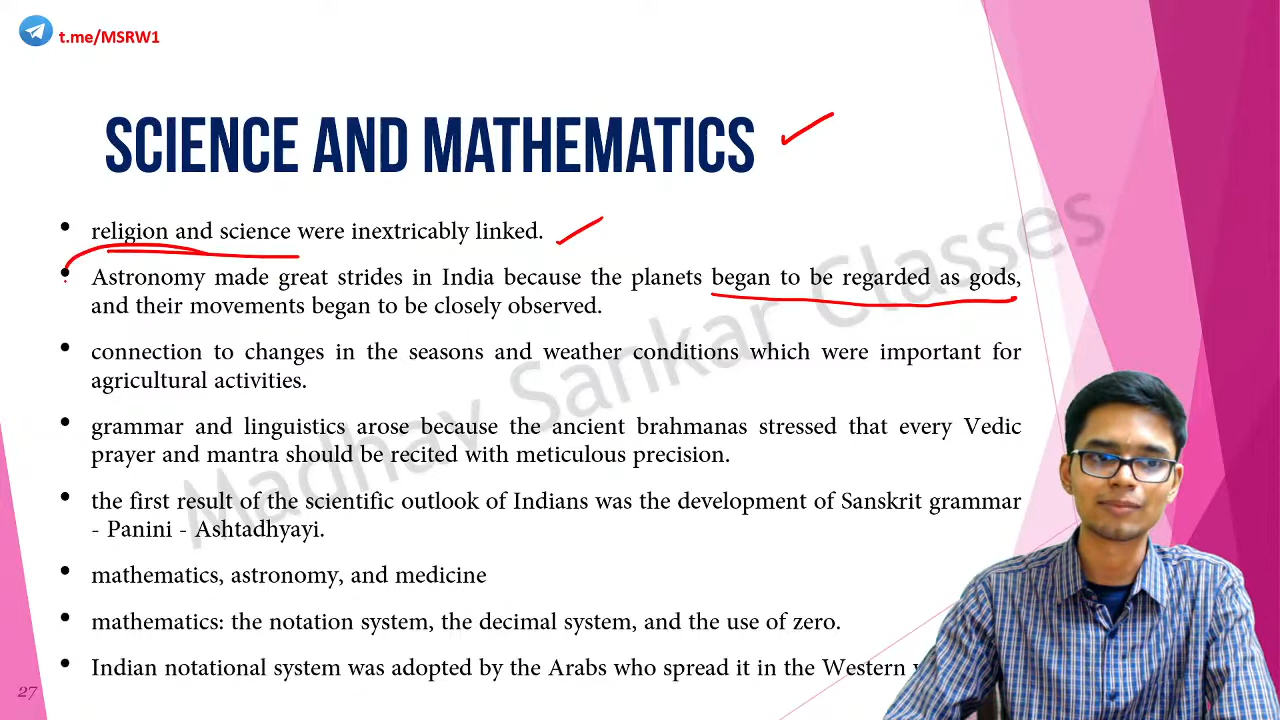 t.me/MSRW1
SCIENCE AND MATHEMATICS
• religion and science were inextricably linked.
• Astronomy made great strides in India because the planets began to be regarded as gods,
and their movements began to be closely observed.
• connection to changes in the seasons and weather conditions which were important for
agricultural activities.
• grammar and linguistics arose because the ancient brahmanas stressed that every Vedic
prayer and mantra should be recited with meticulous precision.
• the first result of the scientific outlook of Indians was the development of Sanskrit grammar
- Panini - Ashtadhyayi.
• mathematics, astronomy, and medicine
• mathematics: the notation system, the decimal system, and the use of zero.
• Indian notational system was adopted by the Arabs who spread it in the Western
27
Madhav Sankar Classes